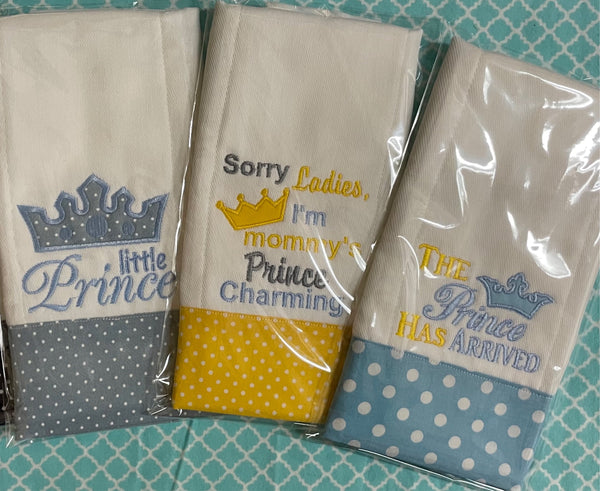 little
Prince
Sorry Ladies,
I'm
mommy's
Prince
Charming
THE
Prince
HAS ARRIVED